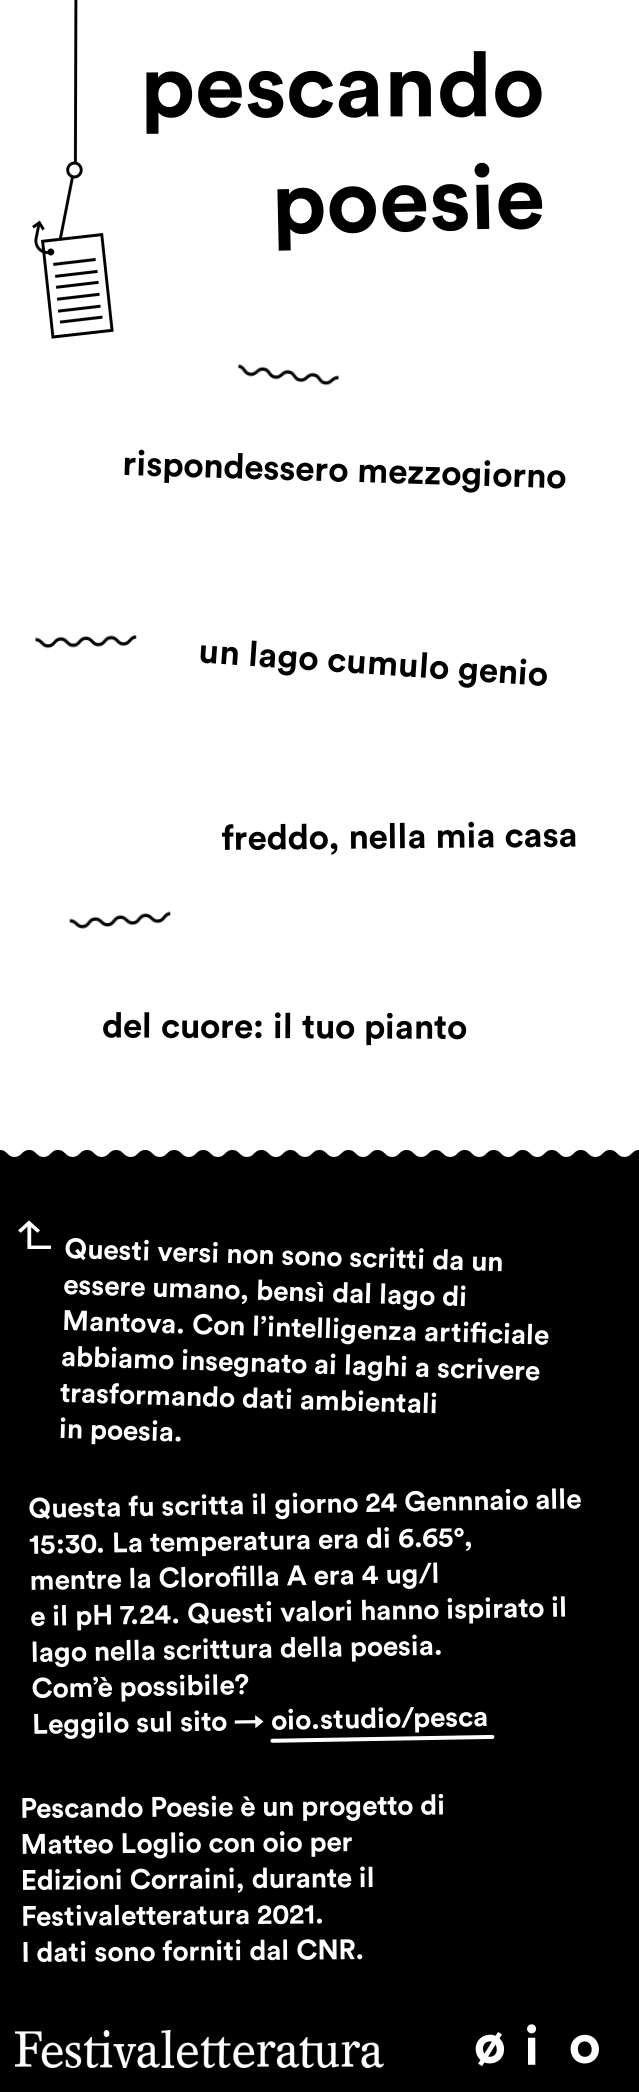 pescando
poesie
rispondessero mezzogiorno
un lago cumulo genio
freddo, nella mia casa
del cuore: il tuo pianto
Questi versi non sono scritti da un
essere umano, bensì dal lago di
Mantova. Con l’intelligenza artificiale
abbiamo insegnato ai laghi a scrivere
trasformando dati ambientali
in poesia.
Questa fu scritta il giorno 24 Gennnaio alle
15:30. La temperatura era di 6.65°,
mentre la Clorofilla A era 4 ug/l
e il pH 7.24. Questi valori hanno ispirato il
lago nella scrittura della poesia.
Com’è possibile?
Leggilo sul sito → oio.studio/pesca
Pescando Poesie è un progetto di
Matteo Loglio con oio per
Edizioni Corraini, durante il
Festivaletteratura 2021.
I dati sono forniti dal CNR.
Festivaletteratura øio